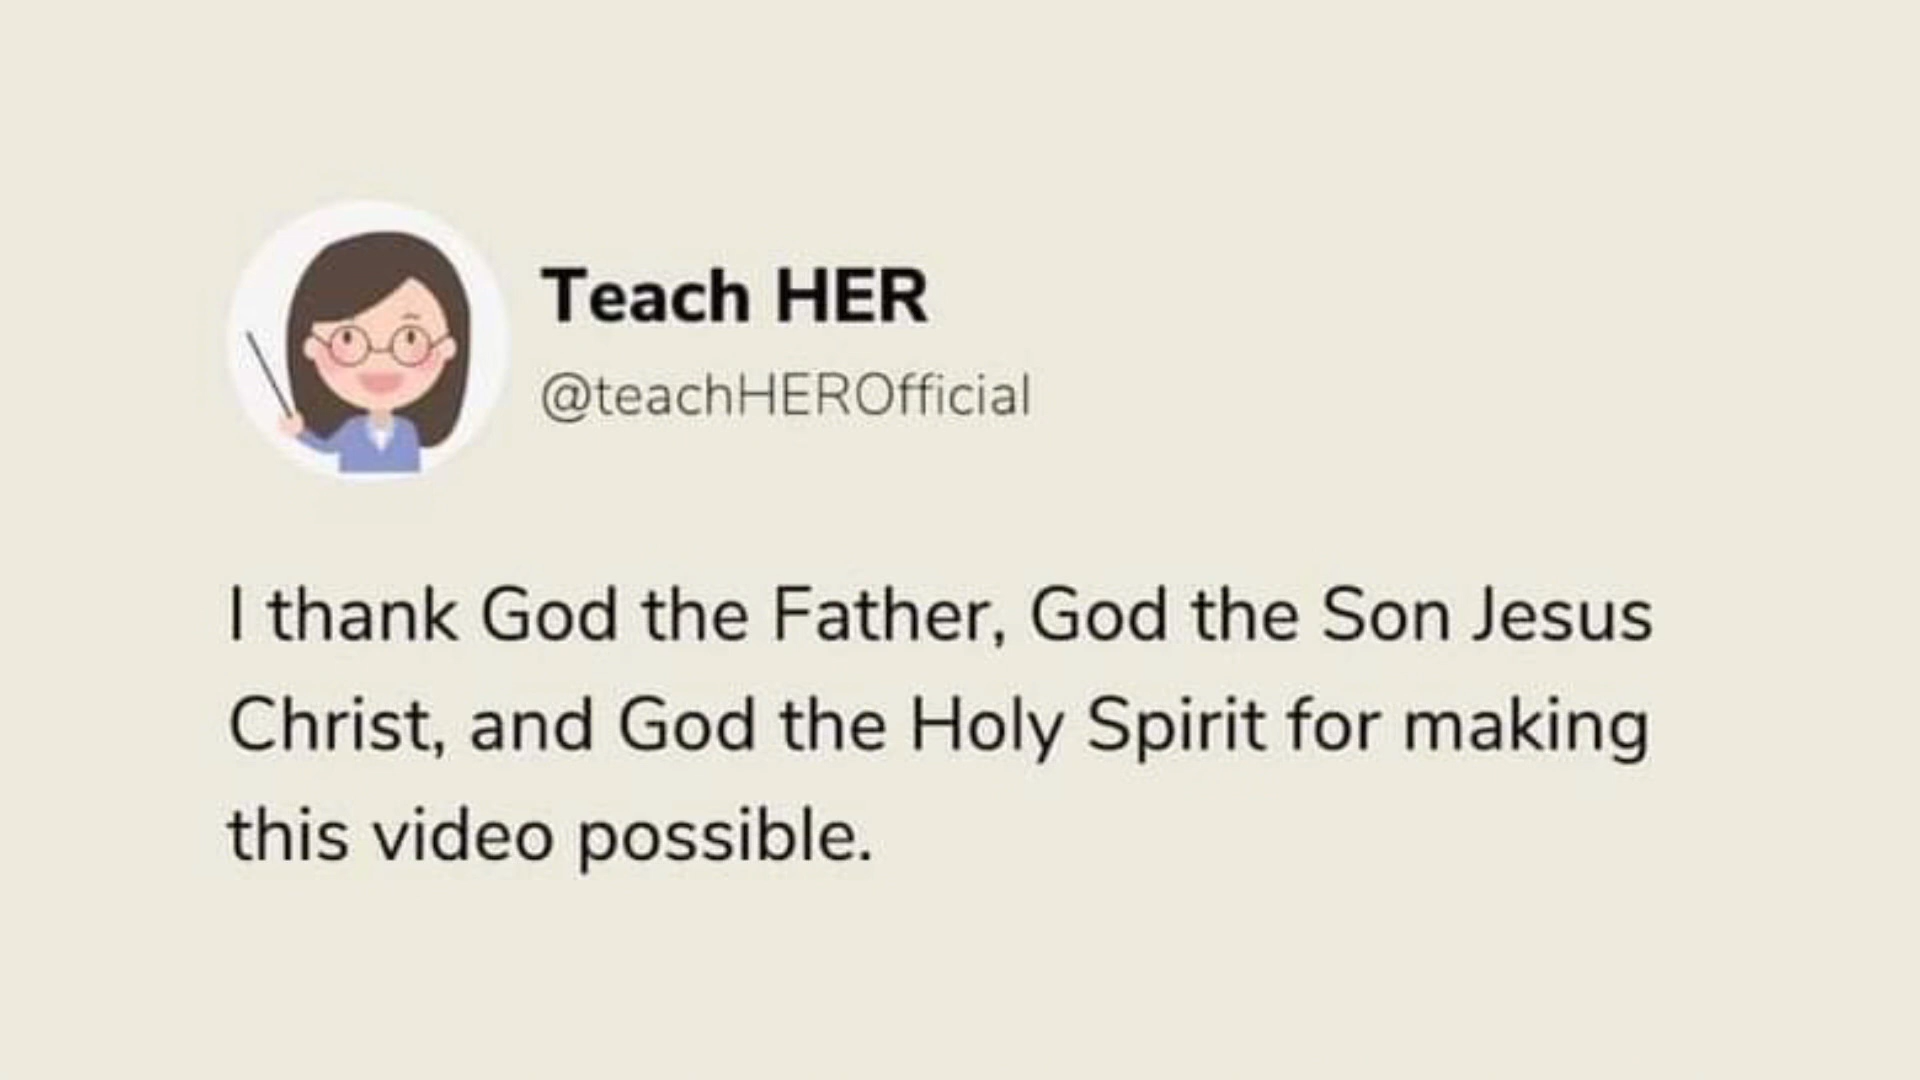 Teach HER
@teachHEROfficial
I thank God the Father, God the Son Jesus
Christ, and God the Holy Spirit for making
this video possible.